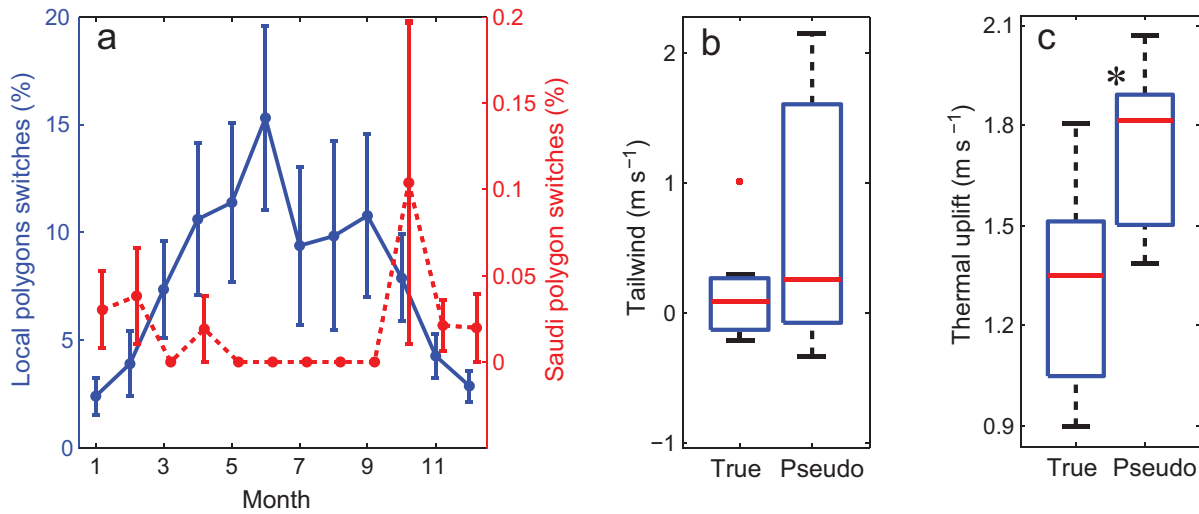 a
Local polygons switches (%)
20
15
10
5
0
1
3
5
7
9
11
Month
0.2
0.15
0.1
0.05
0
Saudi polygon switches (%)
b
Tailwind (m s⁻¹)
2
1
0
−1
True
Pseudo
c
Thermal uplift (m s⁻¹)
2.1
1.8
1.5
1.2
0.9
*
True
Pseudo